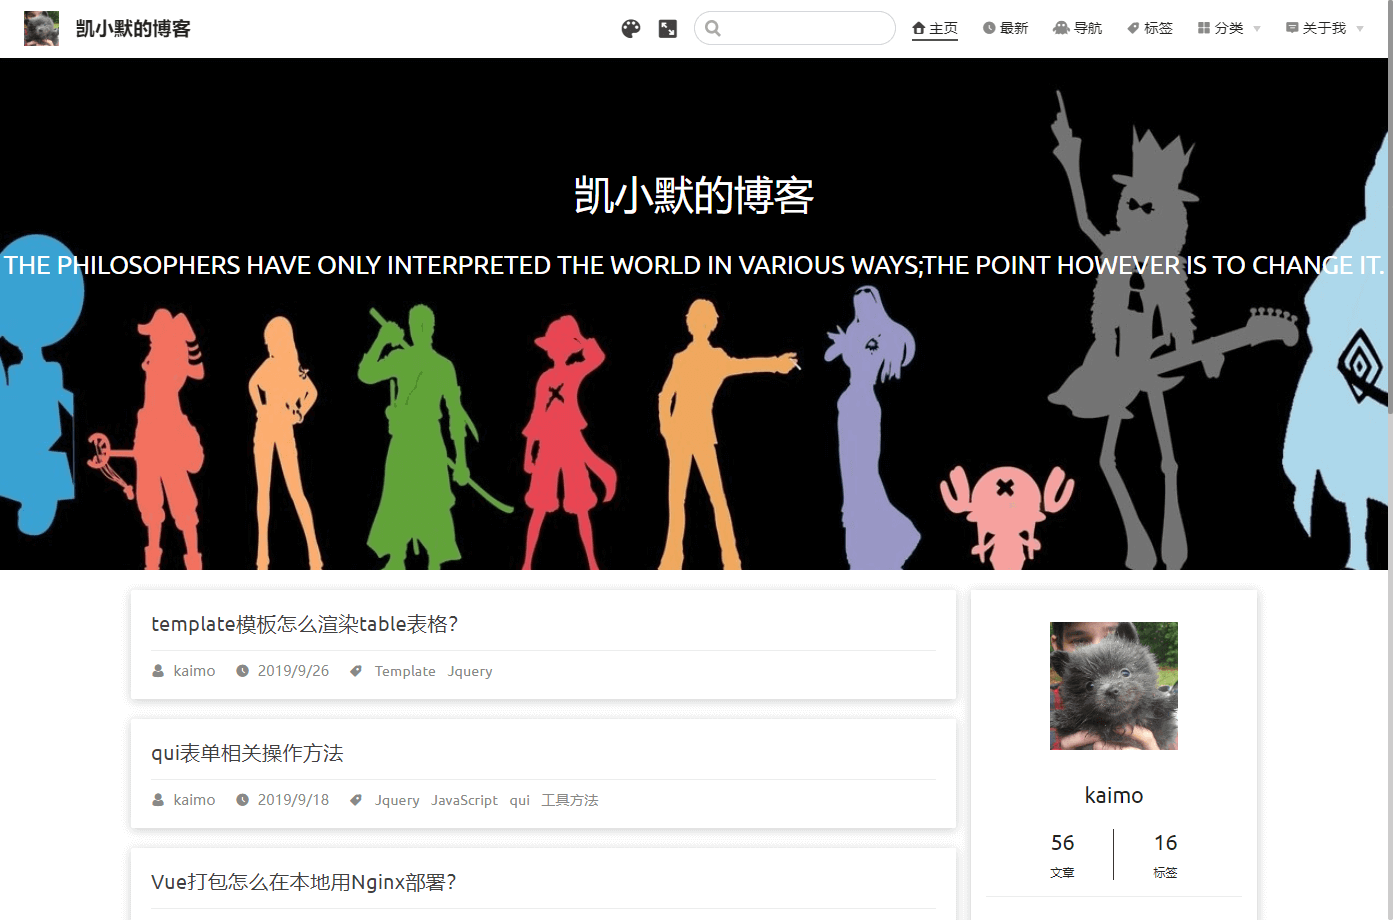 凯小默的博客
主页 最新 导航 标签 分类 关于我
凯小默的博客
THE PHILOSOPHERS HAVE ONLY INTERPRETED THE WORLD IN VARIOUS WAYS;THE POINT HOWEVER IS TO CHANGE IT.
template模板怎么渲染table表格?
kaimo 2019/9/26 Template Jquery
qui表单相关操作方法
kaimo 2019/9/18 Jquery JavaScript qui 工具方法
Vue打包怎么在本地用Nginx部署?
kaimo
56 16
文章 标签